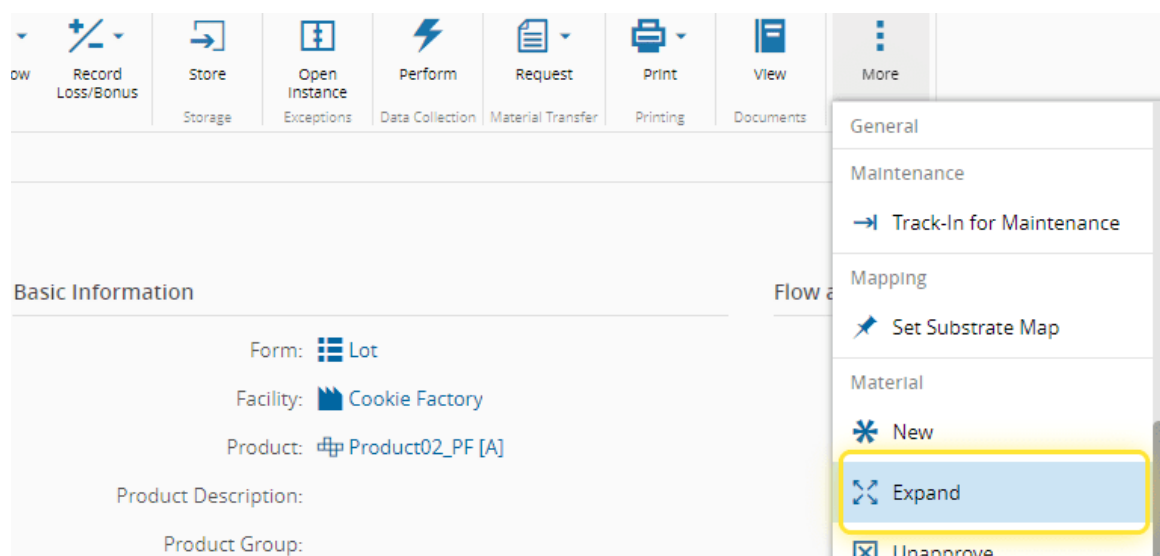 Record Loss/Bonus
Store
Open Instance
Perform
Request
Print
View
More
Storage
Exceptions
Data Collection
Material Transfer
Printing
Documents
General
Maintenance
Track-In for Maintenance
Basic Information
Flow
Mapping
Set Substrate Map
Form: Lot
Facility: Cookie Factory
Product: Product02_PF [A]
Product Description:
Product Group:
Material
New
Expand
Unapprove